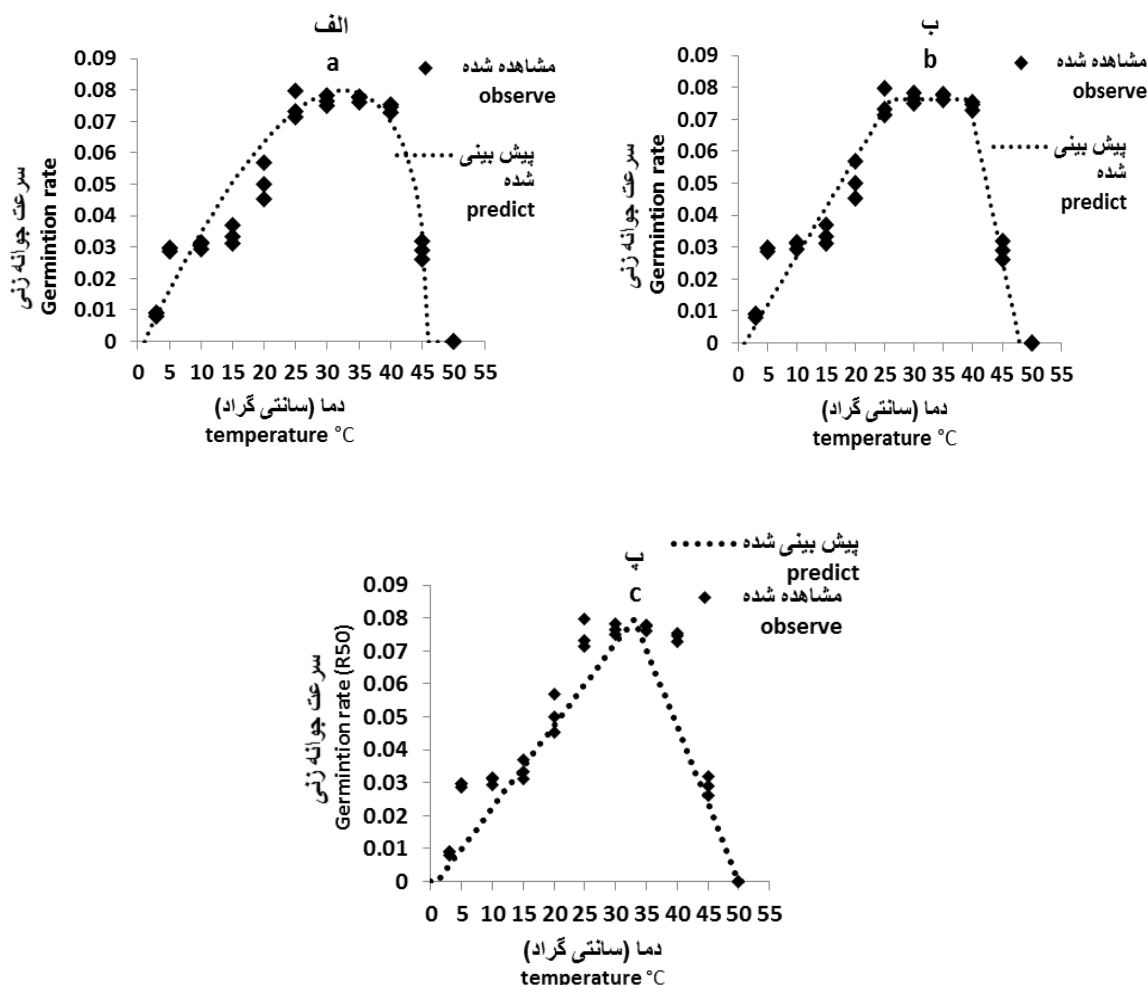 الف
a
0.09
0.08
0.07
0.06
0.05
0.04
0.03
0.02
0.01
0
سرعت جوانه زنی
Germintion rate
مشاهده شده
observe
پیش بینی
شده
predict
0 5 10 15 20 25 30 35 40 45 50 55
دما (سانتی گراد)
temperature °C
ب
b
0.09
0.08
0.07
0.06
0.05
0.04
0.03
0.02
0.01
0
سرعت جوانه زنی
Germintion rate
مشاهده شده
observe
پیش بینی
شده
predict
0 5 10 15 20 25 30 35 40 45 50 55
دما (سانتی گراد)
temperature °C
پ
c
پیش بینی شده
predict
مشاهده شده
observe
0.09
0.08
0.07
0.06
0.05
0.04
0.03
0.02
0.01
0
سرعت جوانه زنی
Germintion rate (R50)
0 5 10 15 20 25 30 35 40 45 50 55
دما (سانتی گراد)
temperature °C